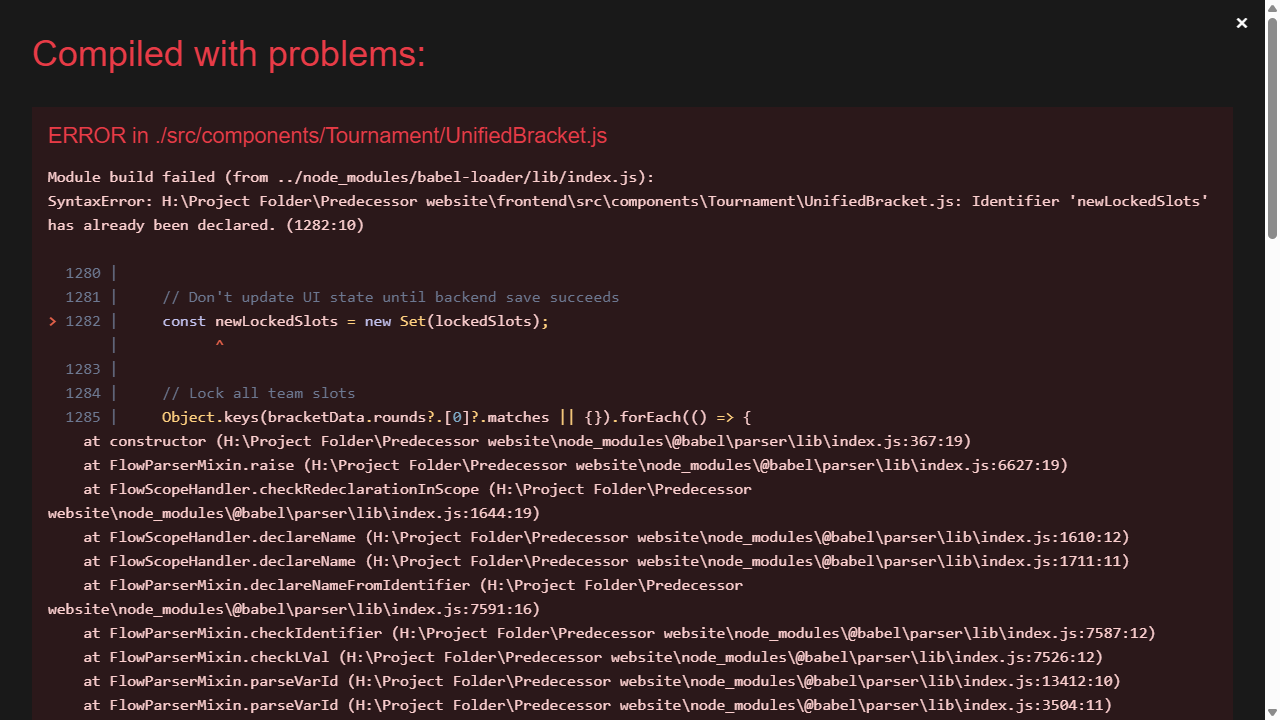 ×
Compiled with problems:
ERROR in ./src/components/Tournament/UnifiedBracket.js
Module build failed (from ../node_modules/babel-loader/lib/index.js):
SyntaxError: H:\Project Folder\Predecessor website\frontend\src\components\Tournament\UnifiedBracket.js: Identifier 'newLockedSlots'
has already been declared. (1282:10)
  1280 |
  1281 |     // Don't update UI state until backend save succeeds
> 1282 |     const newLockedSlots = new Set(lockedSlots);
       |           ^
  1283 |
  1284 |     // Lock all team slots
  1285 |     Object.keys(bracketData.rounds?.[0]?.matches || {}).forEach(() => {
    at constructor (H:\Project Folder\Predecessor website\node_modules\@babel\parser\lib\index.js:367:19)
    at FlowParserMixin.raise (H:\Project Folder\Predecessor website\node_modules\@babel\parser\lib\index.js:6627:19)
    at FlowScopeHandler.checkRedeclarationInScope (H:\Project Folder\Predecessor
website\node_modules\@babel\parser\lib\index.js:1644:19)
    at FlowScopeHandler.declareName (H:\Project Folder\Predecessor website\node_modules\@babel\parser\lib\index.js:1610:12)
    at FlowScopeHandler.declareName (H:\Project Folder\Predecessor website\node_modules\@babel\parser\lib\index.js:1711:11)
    at FlowParserMixin.declareNameFromIdentifier (H:\Project Folder\Predecessor
website\node_modules\@babel\parser\lib\index.js:7591:16)
    at FlowParserMixin.checkIdentifier (H:\Project Folder\Predecessor website\node_modules\@babel\parser\lib\index.js:7587:12)
    at FlowParserMixin.checkLVal (H:\Project Folder\Predecessor website\node_modules\@babel\parser\lib\index.js:7526:12)
    at FlowParserMixin.parseVarId (H:\Project Folder\Predecessor website\node_modules\@babel\parser\lib\index.js:13412:10)
    at FlowParserMixin.parseVarId (H:\Project Folder\Predecessor website\node_modules\@babel\parser\lib\index.js:3504:11)